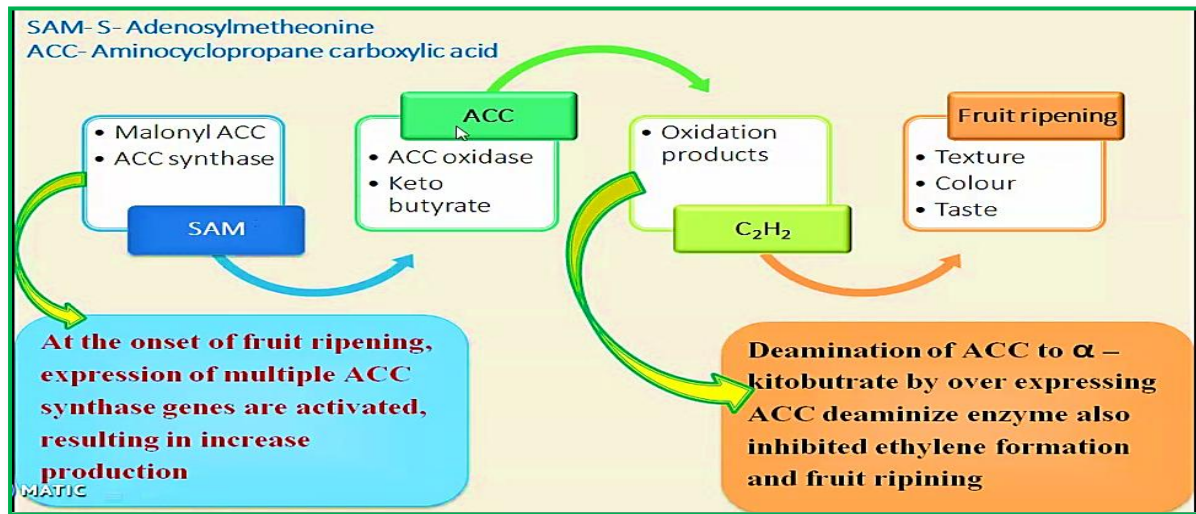 SAM- S- Adenosylmetheonine
ACC- Aminocyclopropane carboxylic acid
• Malonyl ACC
• ACC synthase
SAM
ACC
• ACC oxidase
• Keto
butyrate
• Oxidation
products
C₂H₂
Fruit ripening
• Texture
• Colour
• Taste
At the onset of fruit ripening,
expression of multiple ACC
synthase genes are activated,
resulting in increase
production
MATIC
Deamination of ACC to α –
kitobutrate by over expressing
ACC deaminize enzyme also
inhibited ethylene formation
and fruit ripining